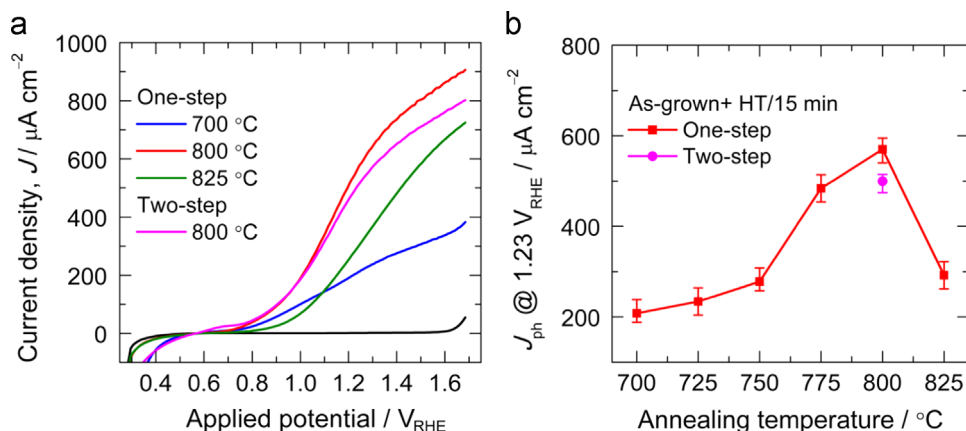 a
1000
800
600
400
200
0
Current density, J / μA cm⁻²
One-step
700 °C
800 °C
825 °C
Two-step
800 °C
0.4 0.6 0.8 1.0 1.2 1.4 1.6
Applied potential / V_RHE
b
800
600
400
200
J_ph @ 1.23 V_RHE / μA cm⁻²
As-grown+ HT/15 min
One-step
Two-step
700 725 750 775 800 825
Annealing temperature / °C